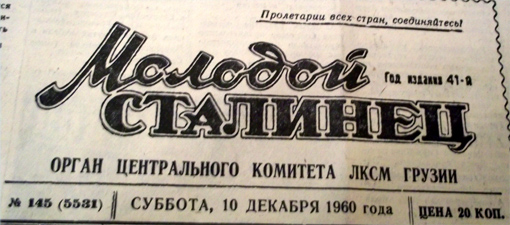 Пролетарии всех стран, соединяйтесь!
Молодой
Год издания 41-й
СТАЛИНЕЦ
ОРГАН ЦЕНТРАЛЬНОГО КОМИТЕТА ЛКСМ ГРУЗИИ
№ 145 (5531) СУББОТА, 10 ДЕКАБРЯ 1960 года ЦЕНА 20 КОП.